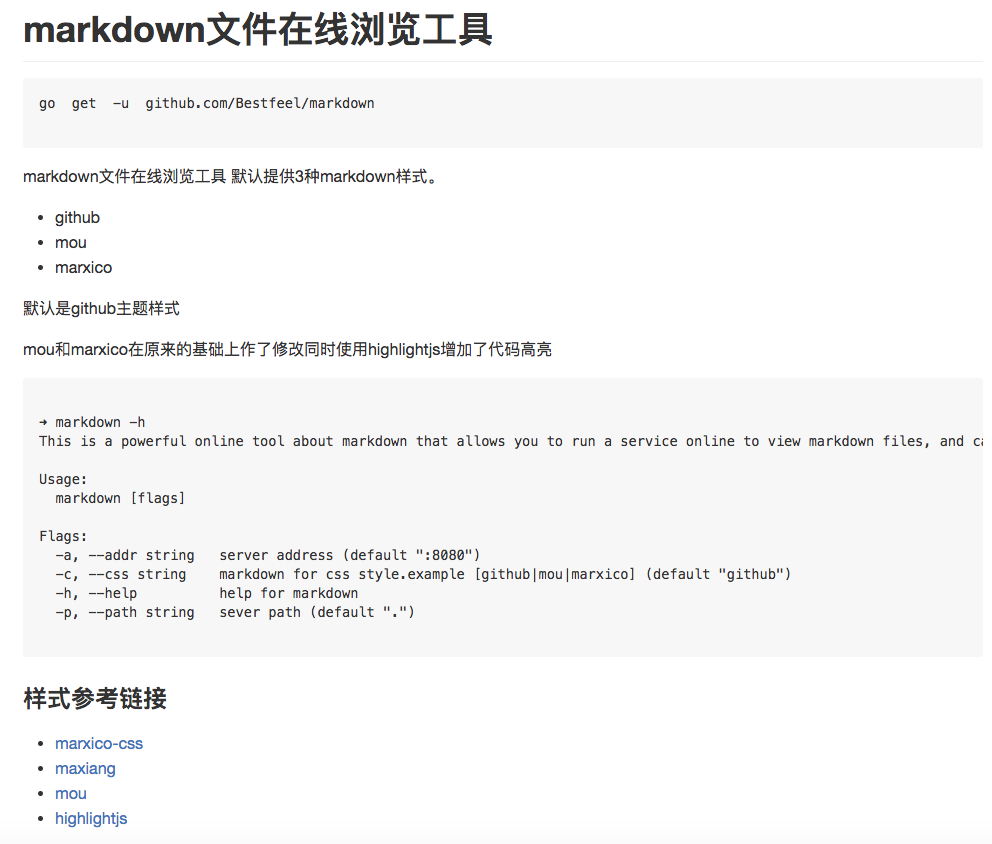 markdown文件在线浏览工具
go  get  -u  github.com/Bestfeel/markdown
markdown文件在线浏览工具 默认提供3种markdown样式。
github
mou
marxico
默认是github主题样式
mou和marxico在原来的基础上作了修改同时使用highlightjs增加了代码高亮
➜ markdown -h
This is a powerful online tool about markdown that allows you to run a service online to view markdown files, and
Usage:
  markdown [flags]
Flags:
  -a, --addr string   server address (default ":8080")
  -c, --css string    markdown for css style.example [github|mou|marxico] (default "github")
  -h, --help          help for markdown
  -p, --path string   sever path (default ".")
样式参考链接
marxico-css
maxiang
mou
highlightjs